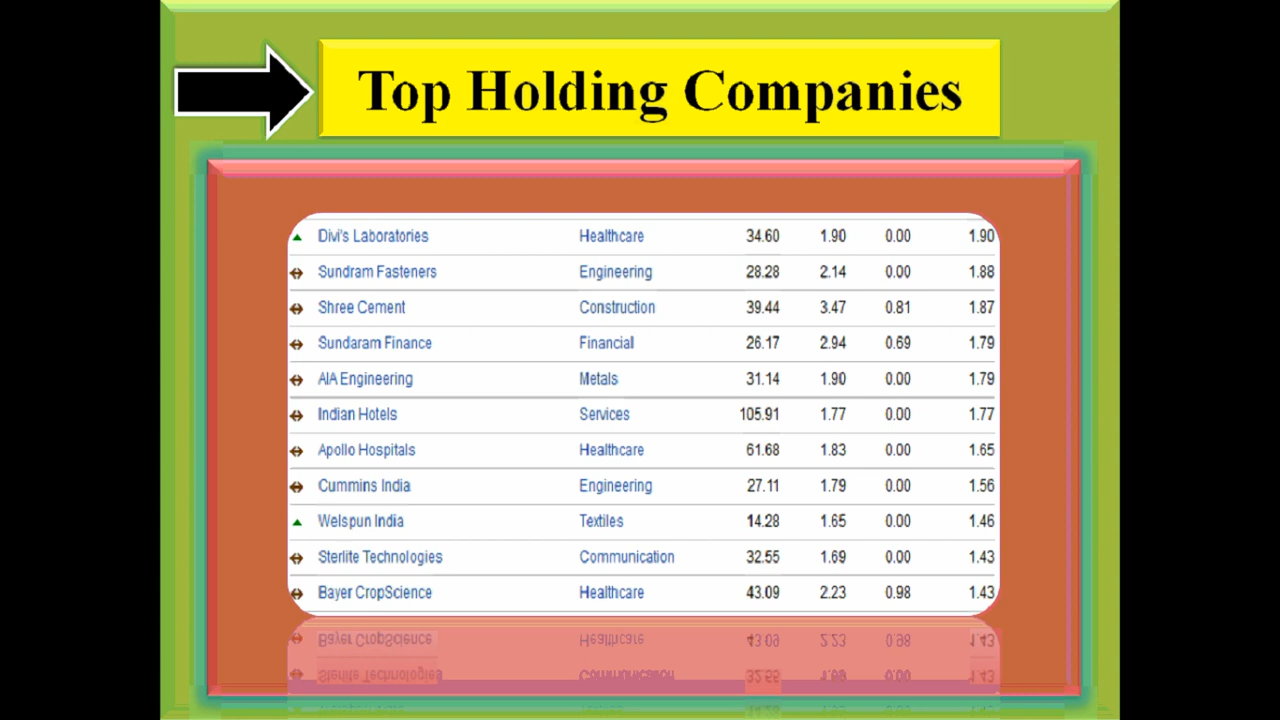 Top Holding Companies
Divi's Laboratories Healthcare 34.60 1.90 0.00 1.90
Sundram Fasteners Engineering 28.28 2.14 0.00 1.88
Shree Cement Construction 39.44 3.47 0.81 1.87
Sundaram Finance Financial 26.17 2.94 0.69 1.79
AIA Engineering Metals 31.14 1.90 0.00 1.79
Indian Hotels Services 105.91 1.77 0.00 1.77
Apollo Hospitals Healthcare 61.68 1.83 0.00 1.65
Cummins India Engineering 27.11 1.79 0.00 1.56
Welspun India Textiles 14.28 1.65 0.00 1.46
Sterlite Technologies Communication 32.55 1.69 0.00 1.43
Bayer CropScience Healthcare 43.09 2.23 0.98 1.43